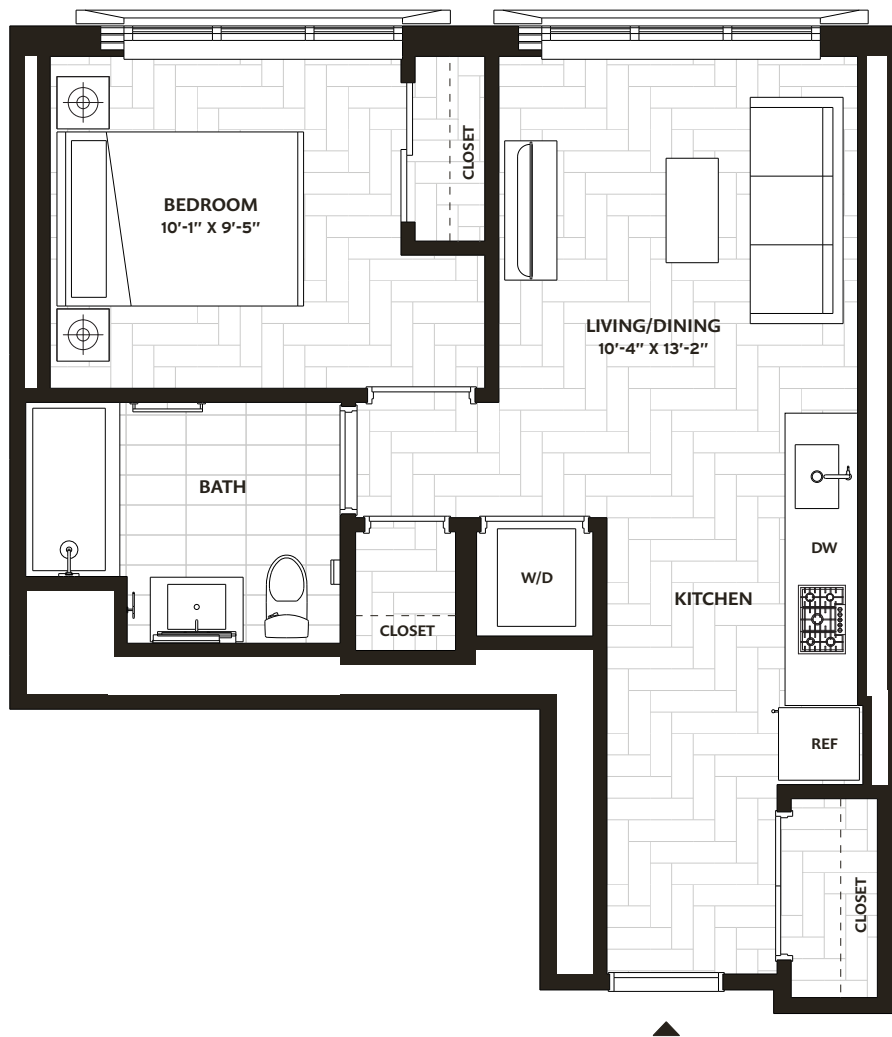 CLOSET
BEDROOM
10′-1″ X 9′-5″
LIVING/DINING
10′-4″ X 13′-2″
BATH
DW
W/D
KITCHEN
CLOSET
REF
CLOSET